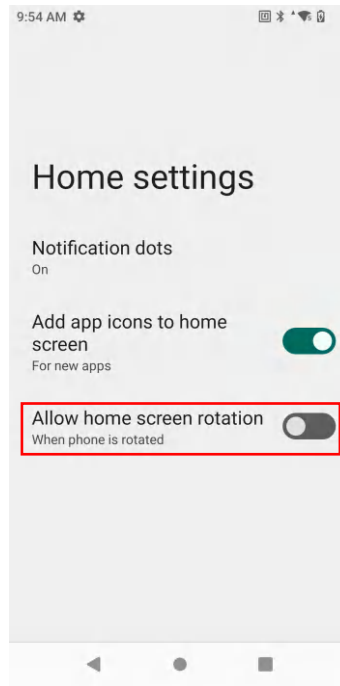 9:54 AM
Home settings
Notification dots
On
Add app icons to home
screen
For new apps
Allow home screen rotation
When phone is rotated